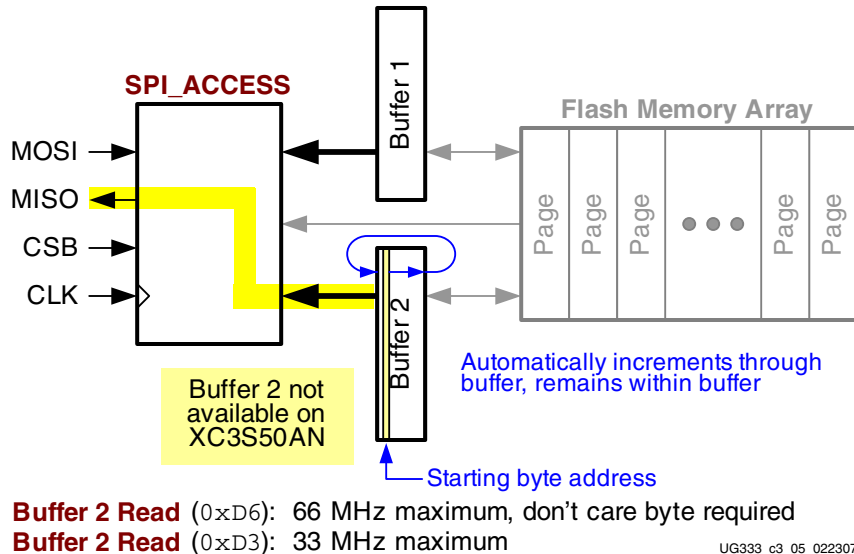 SPI_ACCESS
MOSI
MISO
CSB
CLK
Buffer 1
Flash Memory Array
Page
Page
Page
Page
Page
Buffer 2
Buffer 2 not
available on
XC3S50AN
Automatically increments through
buffer, remains within buffer
Starting byte address
Buffer 2 Read (0xD6): 66 MHz maximum, don't care byte required
Buffer 2 Read (0xD3): 33 MHz maximum
UG333_c3_05_022307